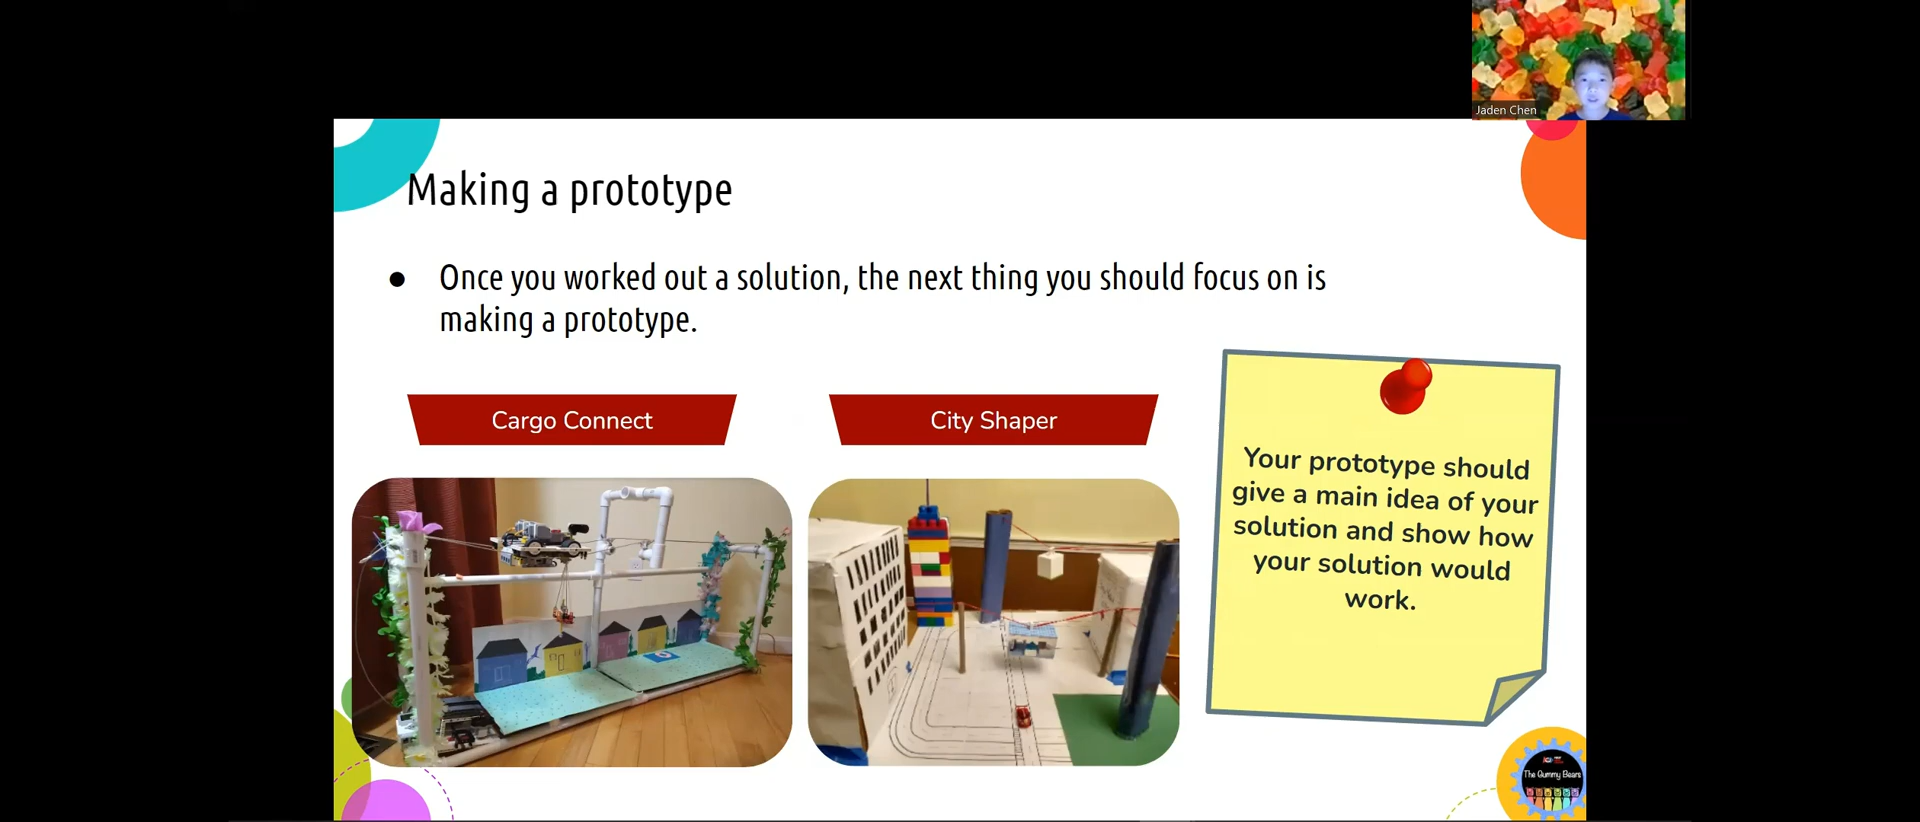 Jaden Chen
Making a prototype
● Once you worked out a solution, the next thing you should focus on is
making a prototype.
Cargo Connect
City Shaper
Your prototype should
give a main idea of your
solution and show how
your solution would
work.
The Gummy Bears